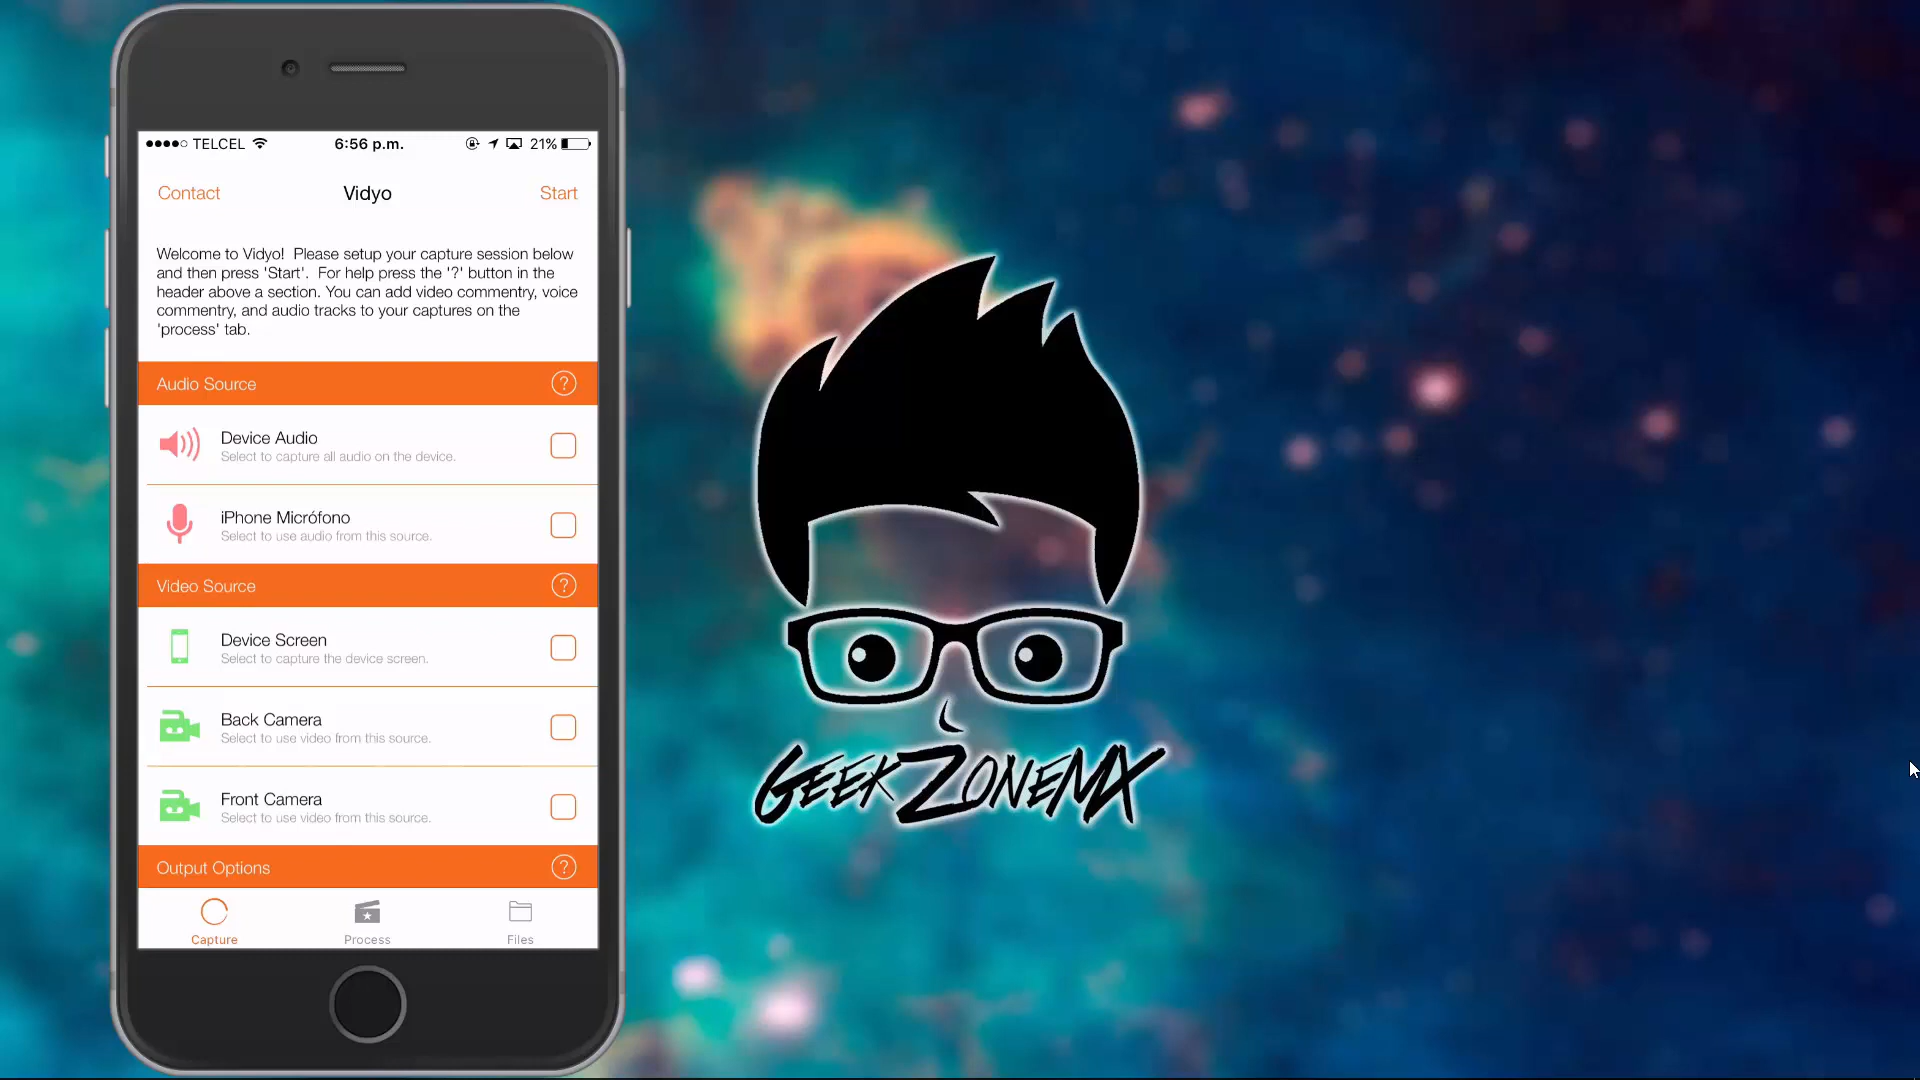 TELCEL 6:56 p.m. 21%
Contact Vidyo Start
Welcome to Vidyo! Please setup your capture session below
and then press 'Start'. For help press the '?' button in the
header above a section. You can add video commentry, voice
commentry, and audio tracks to your captures on the
'process' tab.
Audio Source ?
Device Audio
Select to capture all audio on the device.
iPhone Micrófono
Select to use audio from this source.
Video Source ?
Device Screen
Select to capture the device screen.
Back Camera
Select to use video from this source.
Front Camera
Select to use video from this source.
Output Options ?
Capture Process Files
GEEKZONEMX